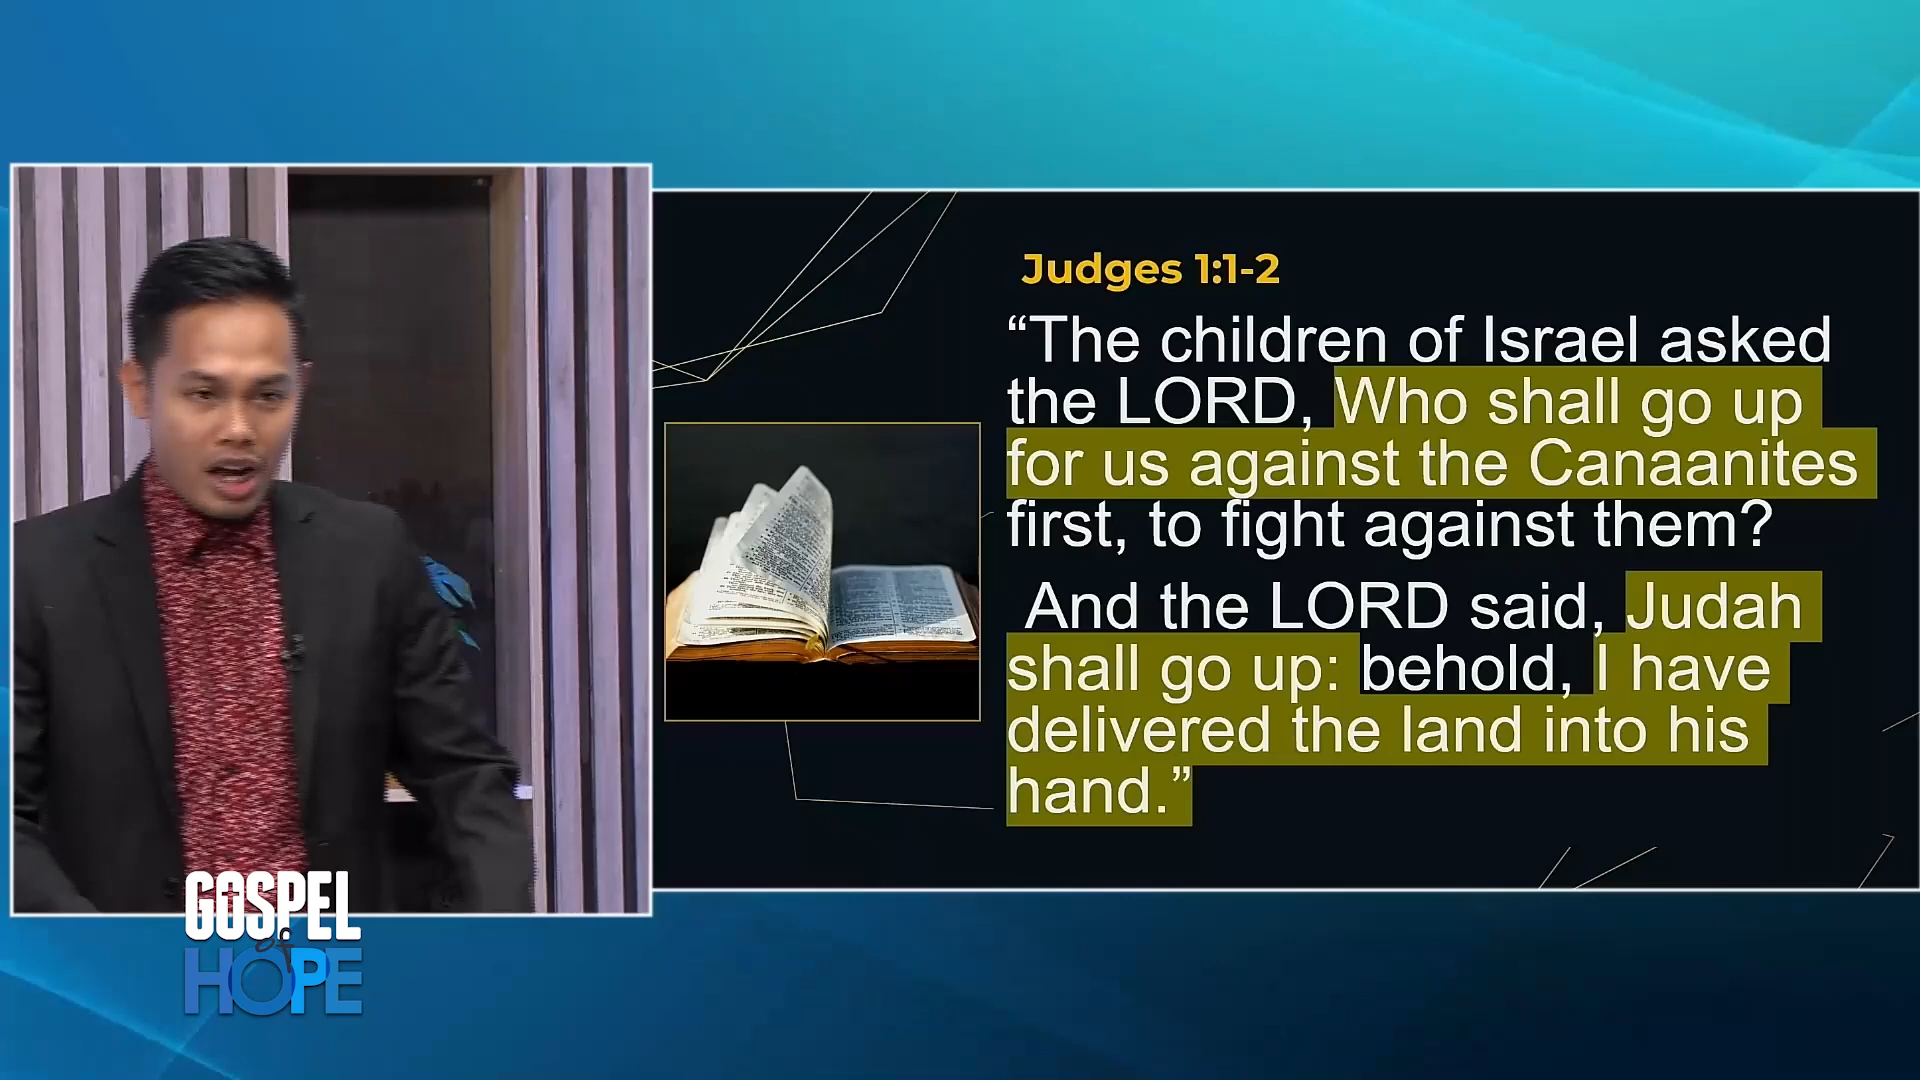 Judges 1:1-2
“The children of Israel asked
the LORD, Who shall go up
for us against the Canaanites
first, to fight against them?
And the LORD said, Judah
shall go up: behold, I have
delivered the land into his
hand.”
GOSPEL
of
HOPE